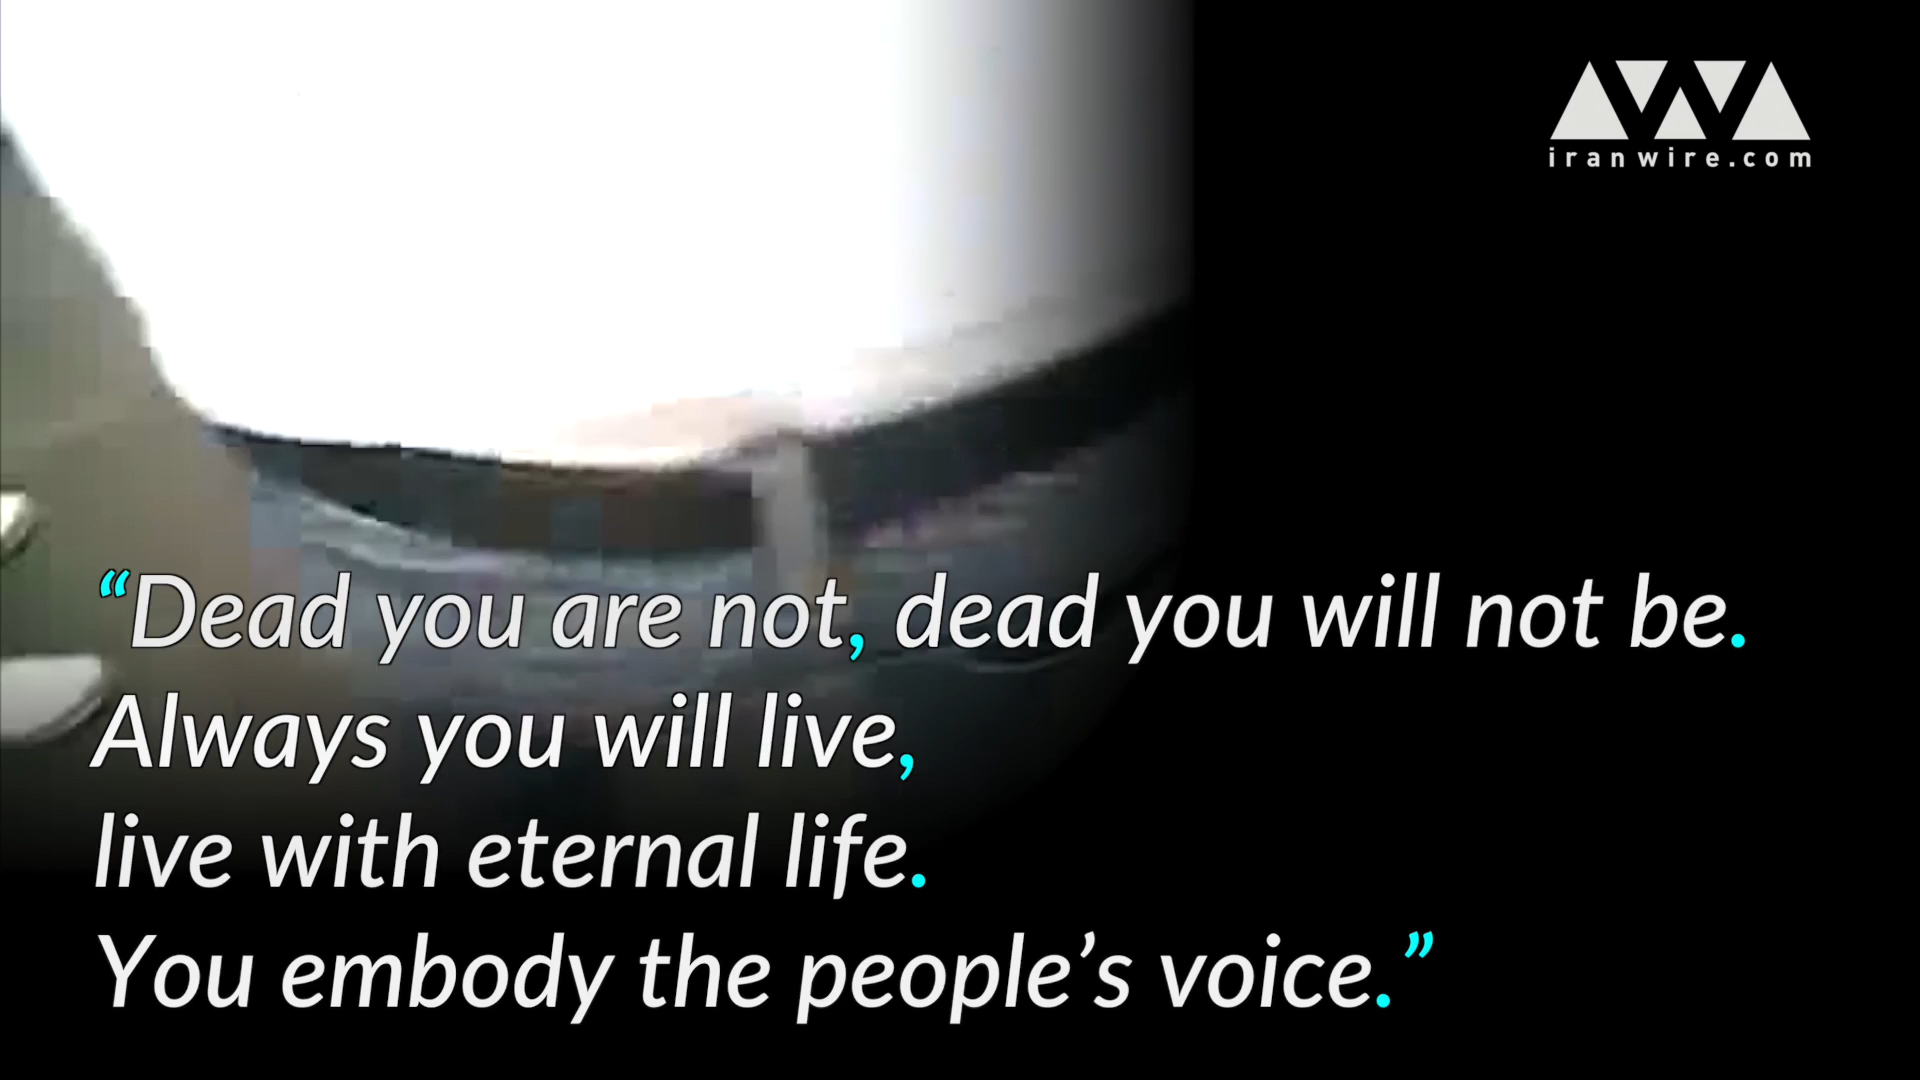 iranwire.com
“Dead you are not, dead you will not be.
Always you will live,
live with eternal life.
You embody the people’s voice.”